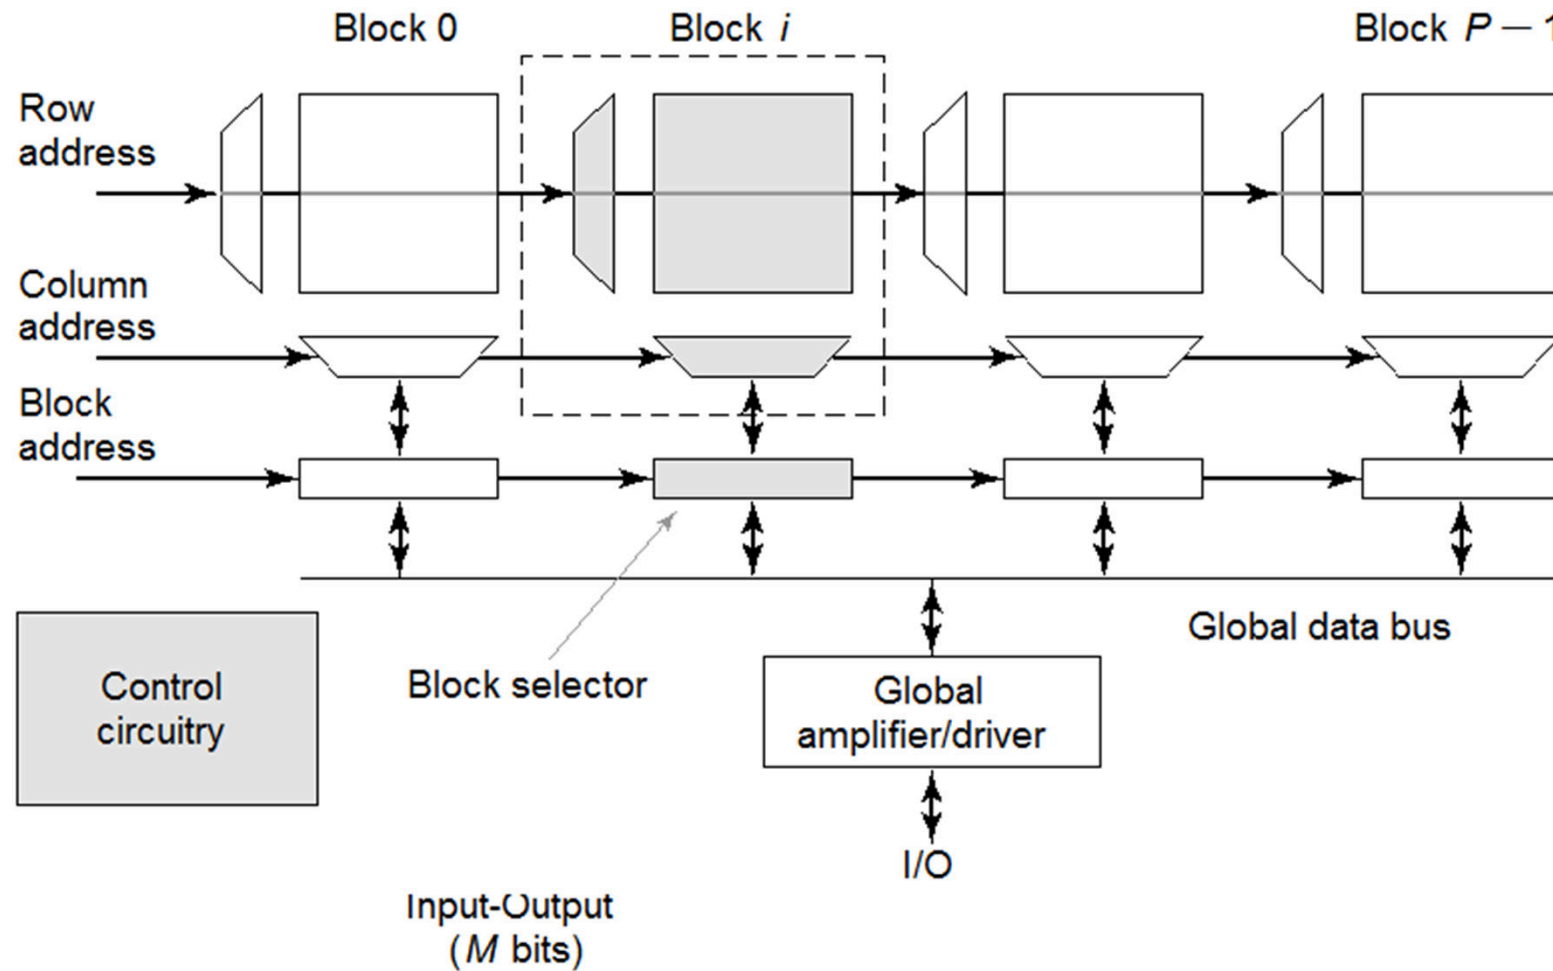 Block 0
Block i
Block P − 1
Row
address
Column
address
Block
address
Global data bus
Block selector
Control
circuitry
Global
amplifier/driver
I/O
Input-Output
(M bits)